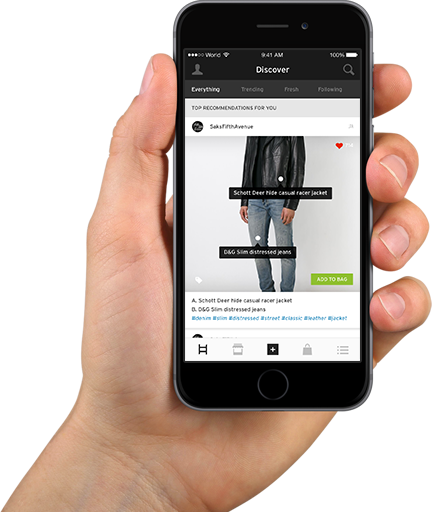 World 9:41 AM 100%
Discover
Everything Trending Fresh Following
TOP RECOMMENDATIONS FOR YOU
SaksFifthAvenue
Schott Deer hide casual racer jacket
D&G Slim distressed jeans
ADD TO BAG
A. Schott Deer hide casual racer jacket
B. D&G Slim distressed jeans
#denim #slim #distressed #street #classic #leather #jacket